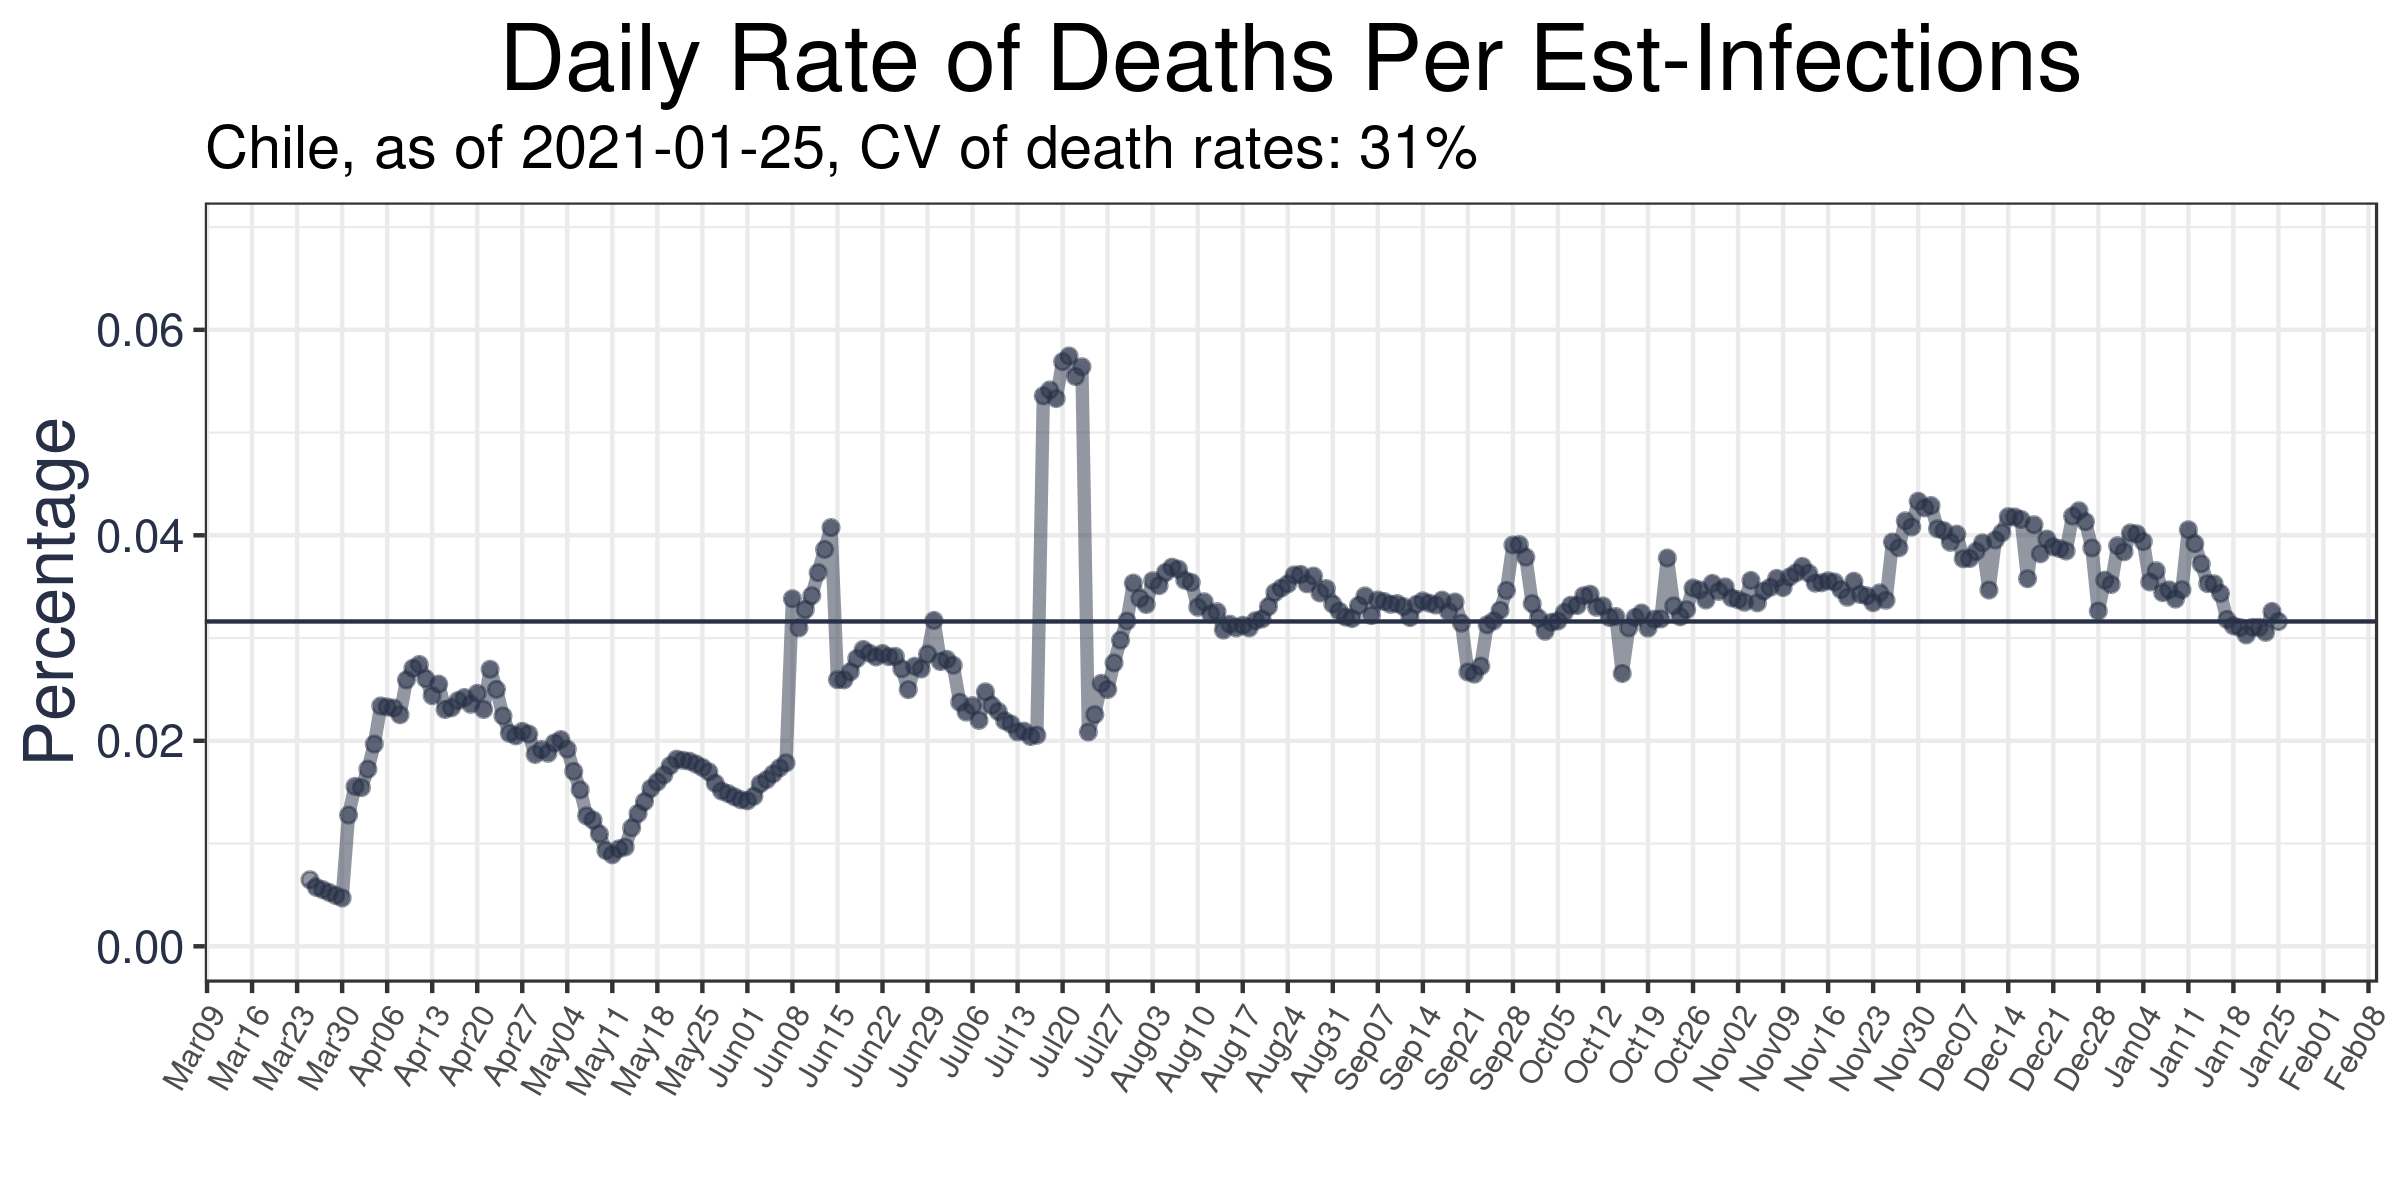 Daily Rate of Deaths Per Est-Infections
Chile, as of 2021-01-25, CV of death rates: 31%
Percentage
0.06
0.04
0.02
0.00
Mar09
Mar16
Mar23
Mar30
Apr06
Apr13
Apr20
Apr27
May04
May11
May18
May25
Jun01
Jun08
Jun15
Jun22
Jun29
Jul06
Jul13
Jul20
Jul27
Aug03
Aug10
Aug17
Aug24
Aug31
Sep07
Sep14
Sep21
Sep28
Oct05
Oct12
Oct19
Oct26
Nov02
Nov09
Nov16
Nov23
Nov30
Dec07
Dec14
Dec21
Dec28
Jan04
Jan11
Jan18
Jan25
Feb01
Feb08